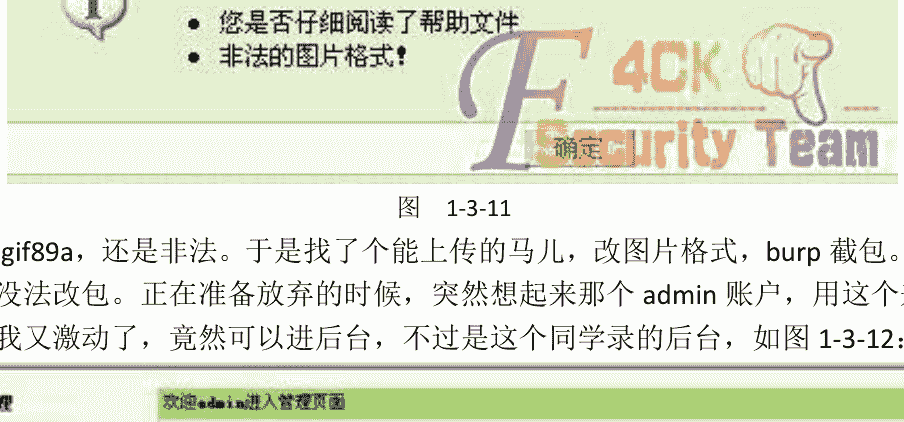 您是否仔细阅读了帮助文件
非法的图片格式!
F4CK
Security Team
确定
图 1-3-11
gif89a，还是非法。于是找了个能上传的马儿，改图片格式，burp 截包。
没法改包。正在准备放弃的时候，突然想起来那个 admin 账户，用这个
我又激动了，竟然可以进后台，不过是这个同学录的后台，如图 1-3-12：
理
欢迎admin进入管理页面